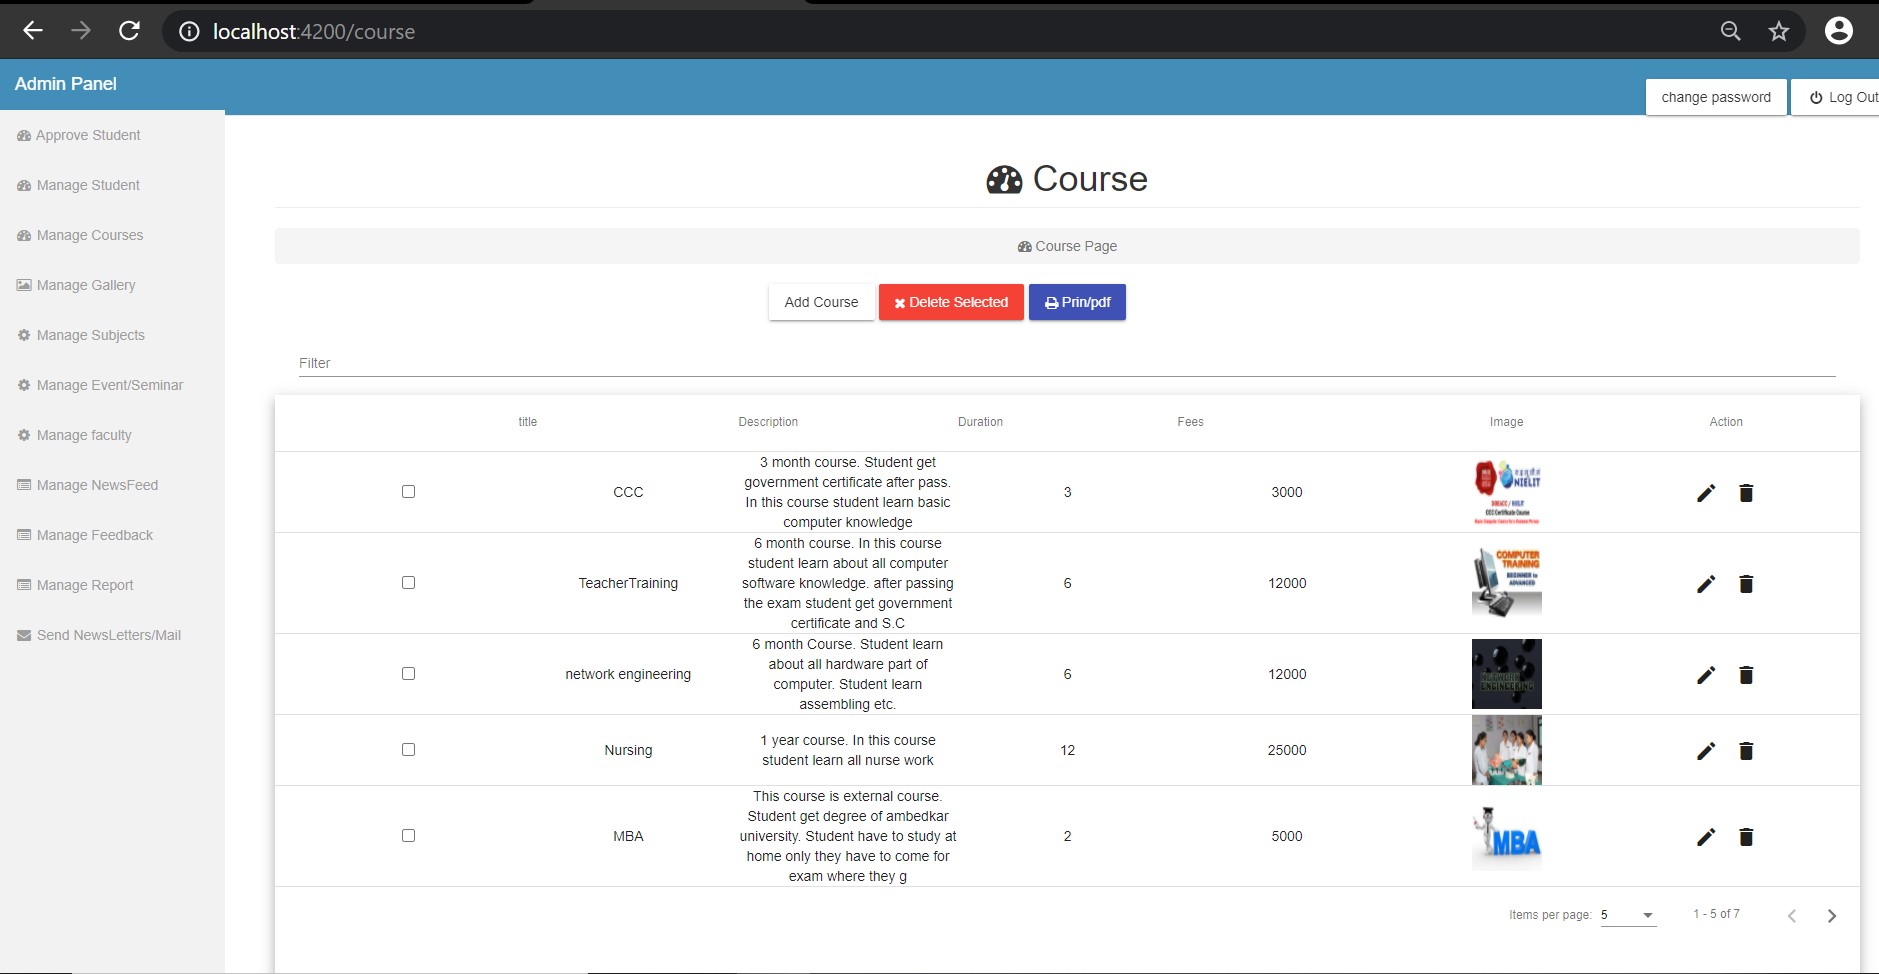 localhost:4200/course
Admin Panel
change password
Log Out
Approve Student
Manage Student
Manage Courses
Manage Gallery
Manage Subjects
Manage Event/Seminar
Manage faculty
Manage NewsFeed
Manage Feedback
Manage Report
Send NewsLetters/Mail
Course
Course Page
Add Course
Delete Selected
Prin/pdf
Filter
title Description Duration Fees Image Action
3 month course. Student get
government certificate after pass.
In this course student learn basic
computer knowledge
CCC
3
3000
NIELIT
CCC Certificate Course
6 month course. In this course
student learn about all computer
software knowledge. after passing
the exam student get government
certificate and S.C
TeacherTraining
6
12000
COMPUTER
TRAINING
BEGINNER to
ADVANCED
6 month Course. Student learn
about all hardware part of
computer. Student learn
assembling etc.
network engineering
6
12000
NETWORK
ENGINEERING
1 year course. In this course
student learn all nurse work
Nursing
12
25000
This course is external course.
Student get degree of ambedkar
university. Student have to study at
home only they have to come for
exam where they g
MBA
2
5000
MBA
Items per page: 5 1 - 5 of 7